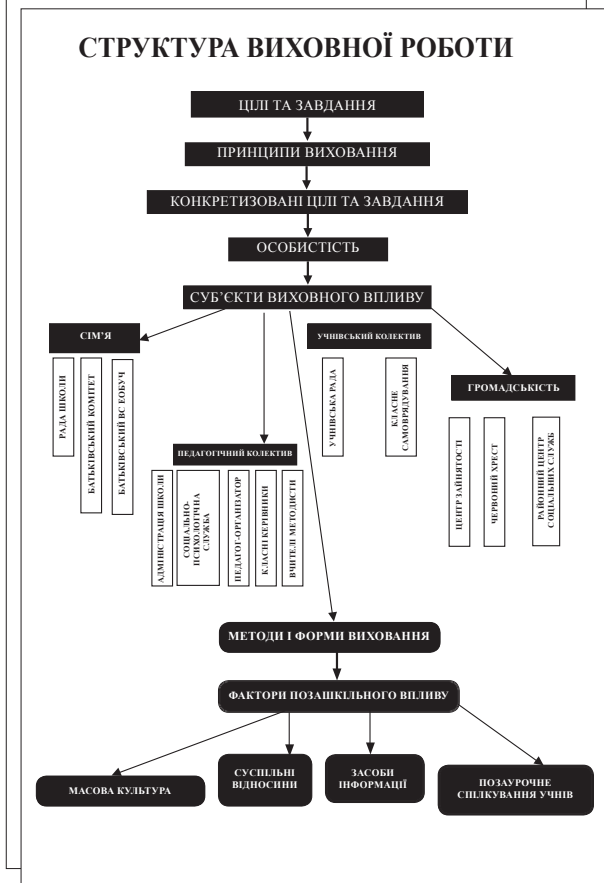 СТРУКТУРА ВИХОВНОЇ РОБОТИ
ЦІЛІ ТА ЗАВДАННЯ
ПРИНЦИПИ ВИХОВАННЯ
КОНКРЕТИЗОВАНІ ЦІЛІ ТА ЗАВДАННЯ
ОСОБИСТІСТЬ
СУБ’ЄКТИ ВИХОВНОГО ВПЛИВУ
СІМ’Я
РАДА ШКОЛИ
БАТЬКІВСЬКИЙ КОМІТЕТ
БАТЬКІВСЬКИЙ ВС ЕОБУЧ
ПЕДАГОГІЧНИЙ КОЛЕКТИВ
АДМІНІСТРАЦІЯ ШКОЛИ
СОЦІАЛЬНО-
ПСИХОЛОГІЧНА
СЛУЖБА
ПЕДАГОГ-ОРГАНІЗАТОР
КЛАСНІ КЕРІВНИКИ
ВЧИТЕЛІ МЕТОДИСТИ
УЧНІВСЬКИЙ КОЛЕКТИВ
УЧНІВСЬКА РАДА
КЛАСНЕ
САМОВРЯДУВАННЯ
ГРОМАДСЬКІСТЬ
ЦЕНТР ЗАЙНЯТОСТІ
ЧЕРВОНИЙ ХРЕСТ
РАЙОННИЙ ЦЕНТР
СОЦІАЛЬНИХ СЛУЖБ
МЕТОДИ І ФОРМИ ВИХОВАННЯ
ФАКТОРИ ПОЗАШКІЛЬНОГО ВПЛИВУ
МАСОВА КУЛЬТУРА
СУСПІЛЬНІ
ВІДНОСИНИ
ЗАСОБИ
ІНФОРМАЦІЇ
ПОЗАУРОЧНЕ
СПІЛКУВАННЯ УЧНІВ